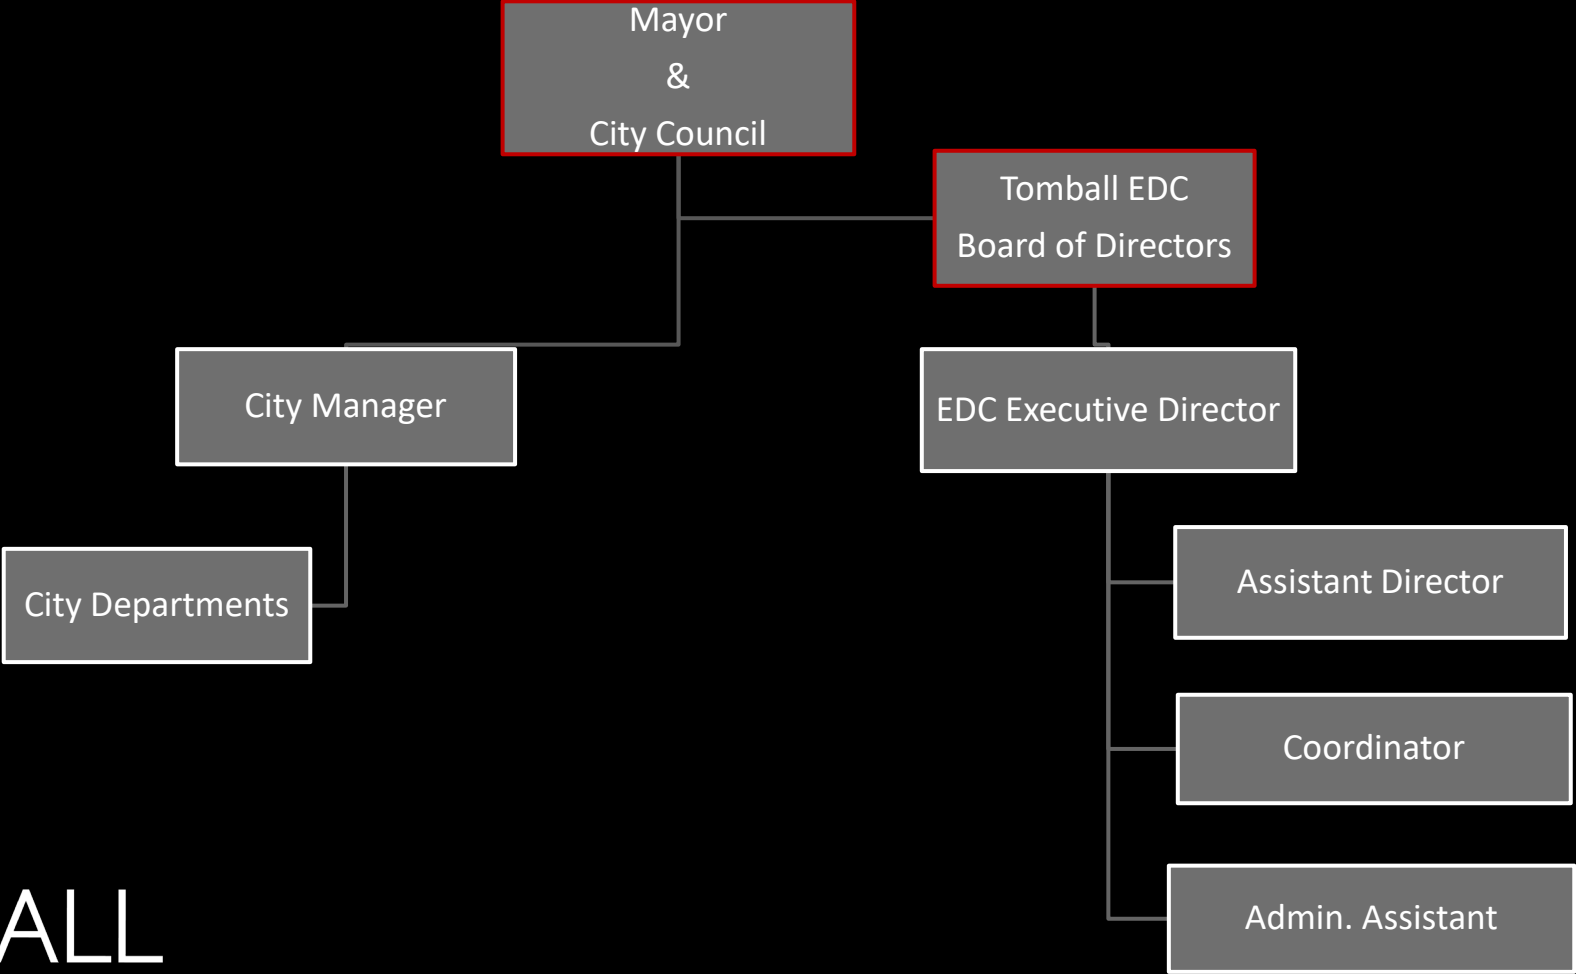 Mayor
&
City Council
Tomball EDC
Board of Directors
City Manager
EDC Executive Director
City Departments
Assistant Director
Coordinator
Admin. Assistant
ALL